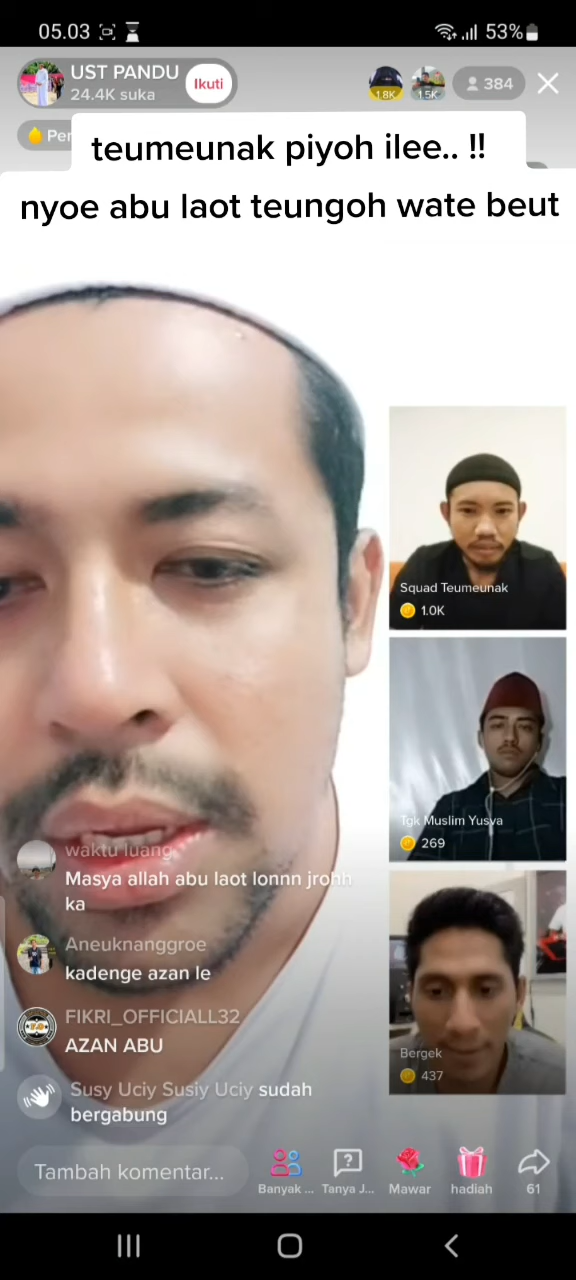 05.03
53%
UST PANDU
24.4K suka
Ikuti
1.8K
1.5K
384
teumeunak piyoh ilee.. !!
nyoe abu laot teungoh wate beut
Squad Teumeunak
1.0K
Tgk Muslim Yusva
269
Bergek
437
waktu luang
Masya allah abu laot lonnn jrohh
ka
Aneuknanggroe
kadenge azan le
FIKRI_OFFICIALL32
AZAN ABU
Susy Uciy Susiy Uciy sudah
bergabung
Tambah komentar...
Banyak ...
Tanya J...
Mawar
hadiah
61